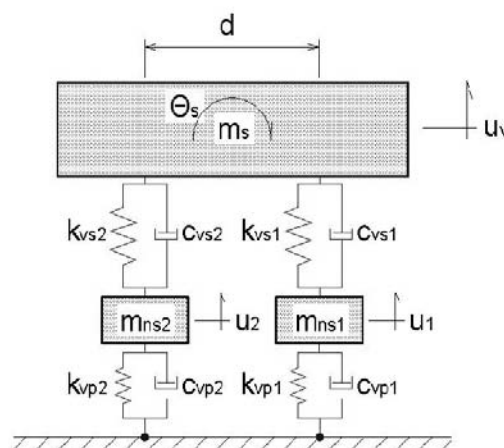 d
Θs
ms
uv
kvs2 cvs2 kvs1 cvs1
mns2 u2 mns1 u1
kvp2 cvp2 kvp1 cvp1